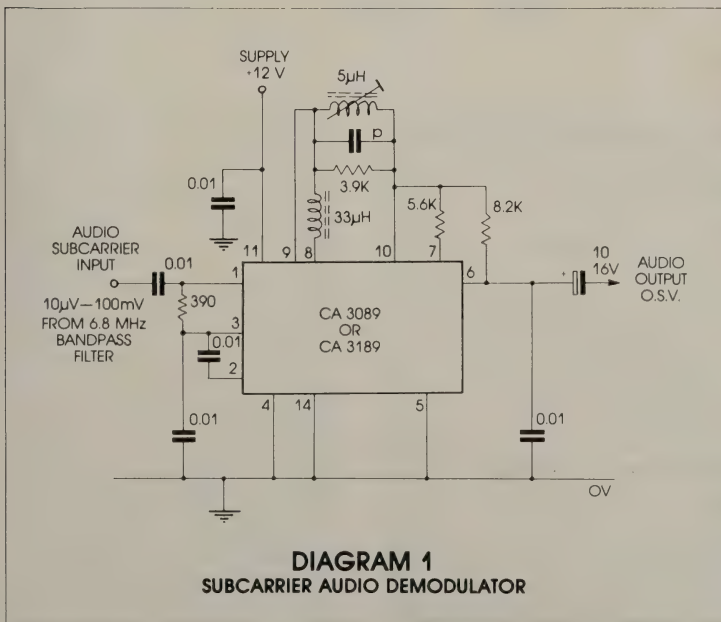 SUPPLY
+12 V
5µH
p
3.9K
0.01
33µH
5.6K
8.2K
AUDIO
SUBCARRIER
INPUT
0.01
11
9
8
10
7
10
16V
1
6
AUDIO
OUTPUT
O.S.V.
10µV—100mV
FROM 6.8 MHz
BANDPASS
FILTER
390
3
0.01
2
CA 3089
OR
CA 3189
0.01
4
14
5
0.01
OV
DIAGRAM 1
SUBCARRIER AUDIO DEMODULATOR